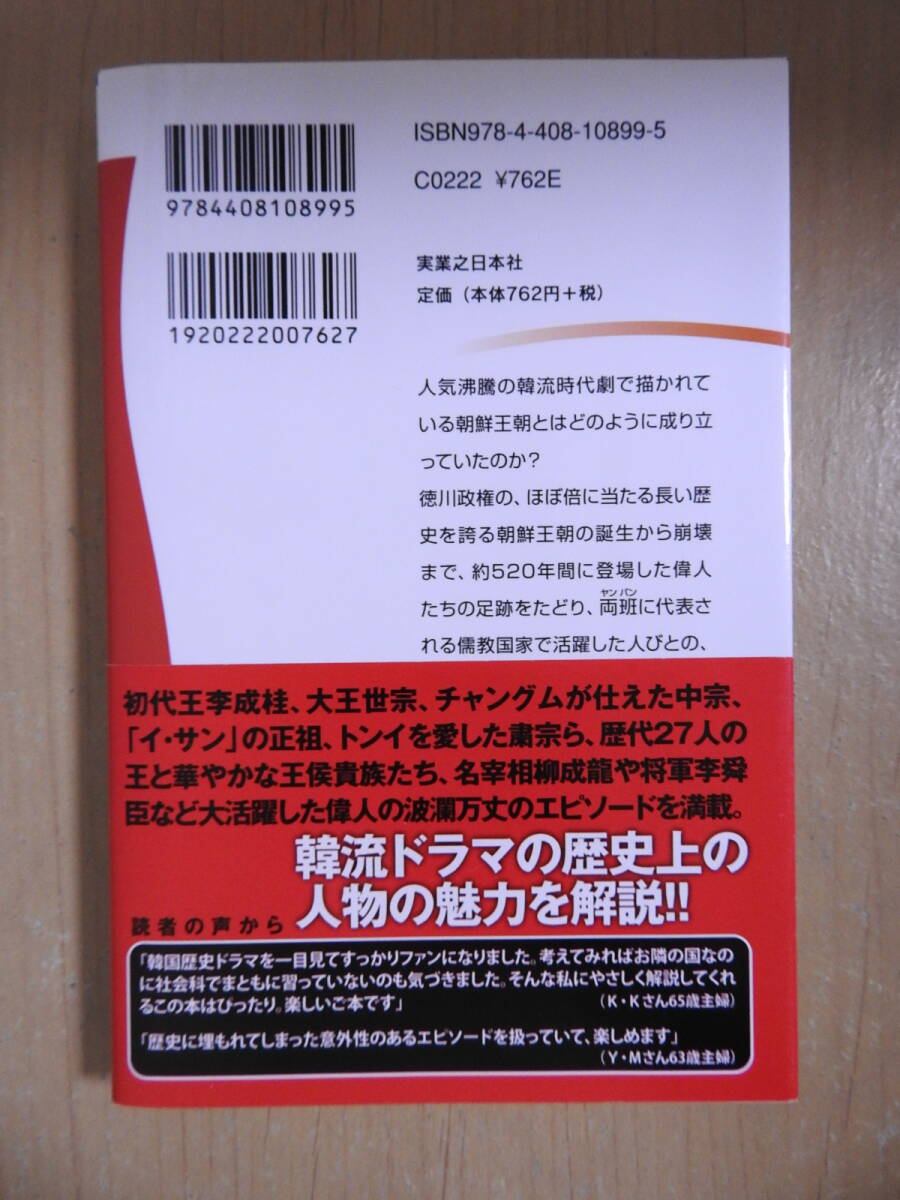 ISBN978-4-408-10899-5
C0222 ¥762E
9784408108995
実業之日本社
定価(本体762円+税)
1920222007627
人気沸騰の韓流時代劇で描かれて
いる朝鮮王朝とはどのように成り立
っていたのか?
徳川政権の、ほぼ倍に当たる長い歴
史を誇る朝鮮王朝の誕生から崩壊
まで、約520年間に登場した偉人
ヤンバン
たちの足跡をたどり、両班に代表さ
れる儒教国家で活躍した人びとの、
初代王李成桂、大王世宗、チャングムが仕えた中宗、
「イ・サン」の正祖、トンイを愛した粛宗ら、歴代27人の
王と華やかな王侯貴族たち、名宰相柳成龍や将軍李舜
臣など大活躍した偉人の波瀾万丈のエピソードを満載。
韓流ドラマの歴史上の
人物の魅力を解説!!
読者の声から
「韓国歴史ドラマを一目見てすっかりファンになりました。考えてみればお隣の国なの
に社会科でまともに習っていないのも気づきました。そんな私にやさしく解説してくれ
るこの本はぴったり。楽しいご本です」
(K・Kさん65歳主婦)
「歴史に埋もれてしまった意外性のあるエピソードを扱っていて、楽しめます」
(Y・Mさん63歳主婦)